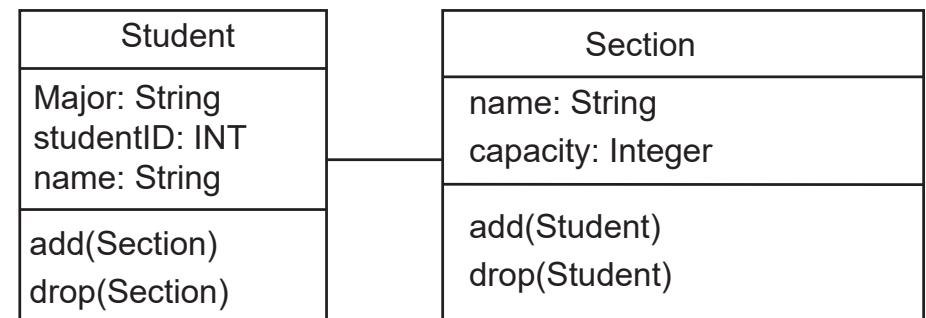 Student
Major: String
studentID: INT
name: String
add(Section)
drop(Section)
Section
name: String
capacity: Integer
add(Student)
drop(Student)